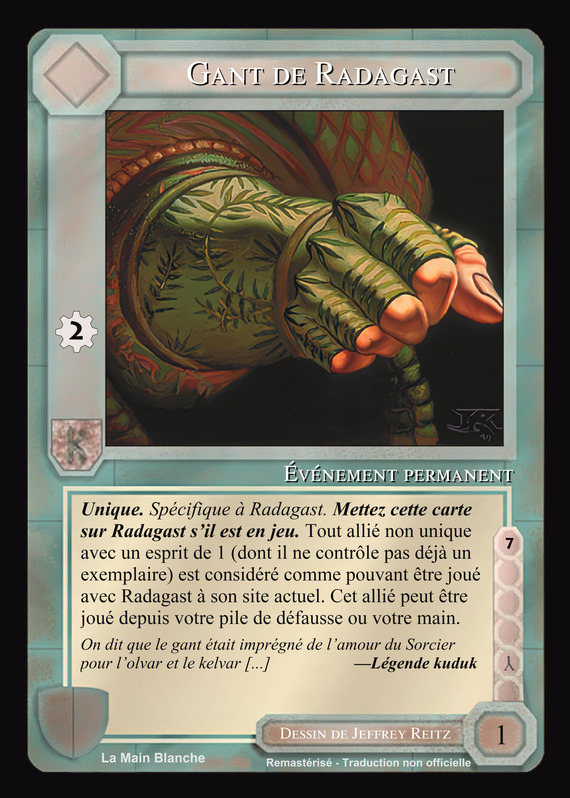 Gant de Radagast
2
Événement permanent
Unique. Spécifique à Radagast. Mettez cette carte
sur Radagast s'il est en jeu. Tout allié non unique
avec un esprit de 1 (dont il ne contrôle pas déjà un
exemplaire) est considéré comme pouvant être joué
avec Radagast à son site actuel. Cet allié peut être
joué depuis votre pile de défausse ou votre main.
On dit que le gant était imprégné de l'amour du Sorcier
pour l'olvar et le kelvar [...] —Légende kuduk
7
Dessin de Jeffrey Reitz
1
La Main Blanche
Remastérisé - Traduction non officielle